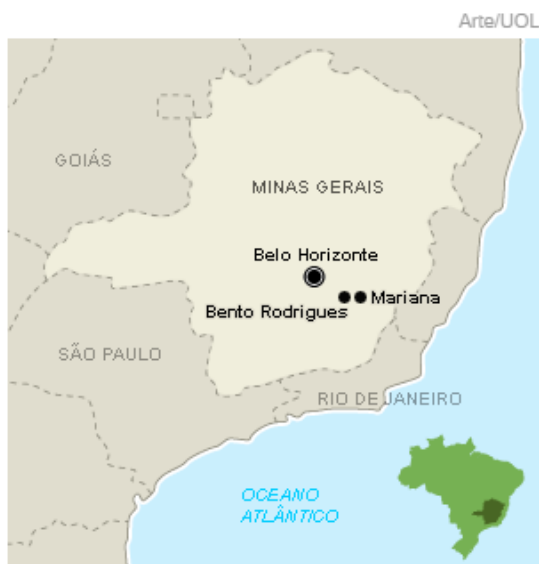 Arte/UOL
GOIÁS
MINAS GERAIS
Belo Horizonte
Mariana
Bento Rodrigues
SÃO PAULO
RIO DE JANEIRO
OCEANO
ATLÂNTICO